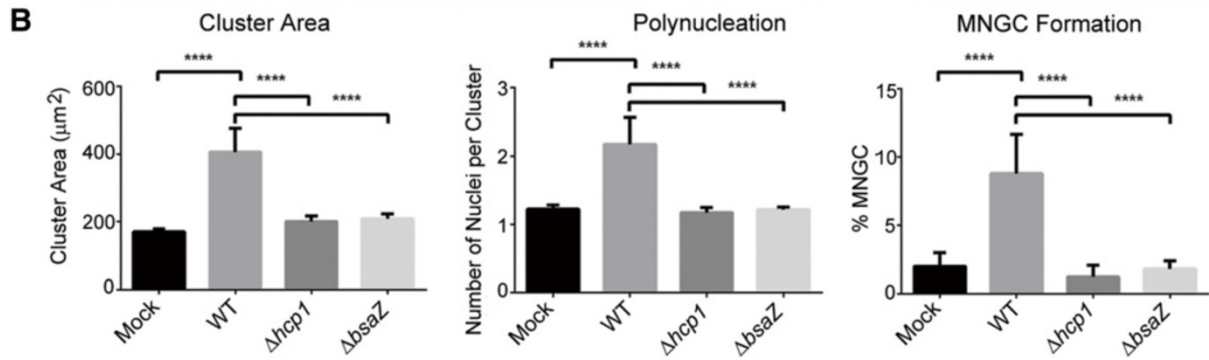 B
Cluster Area
Cluster Area (μm²)
600
400
200
0
****
****
****
Mock
WT
Δhcp1
ΔbsaZ
Polynucleation
Number of Nuclei per Cluster
3
2
1
0
****
****
****
Mock
WT
Δhcp1
ΔbsaZ
MNGC Formation
% MNGC
15
10
5
0
****
****
****
Mock
WT
Δhcp1
ΔbsaZ